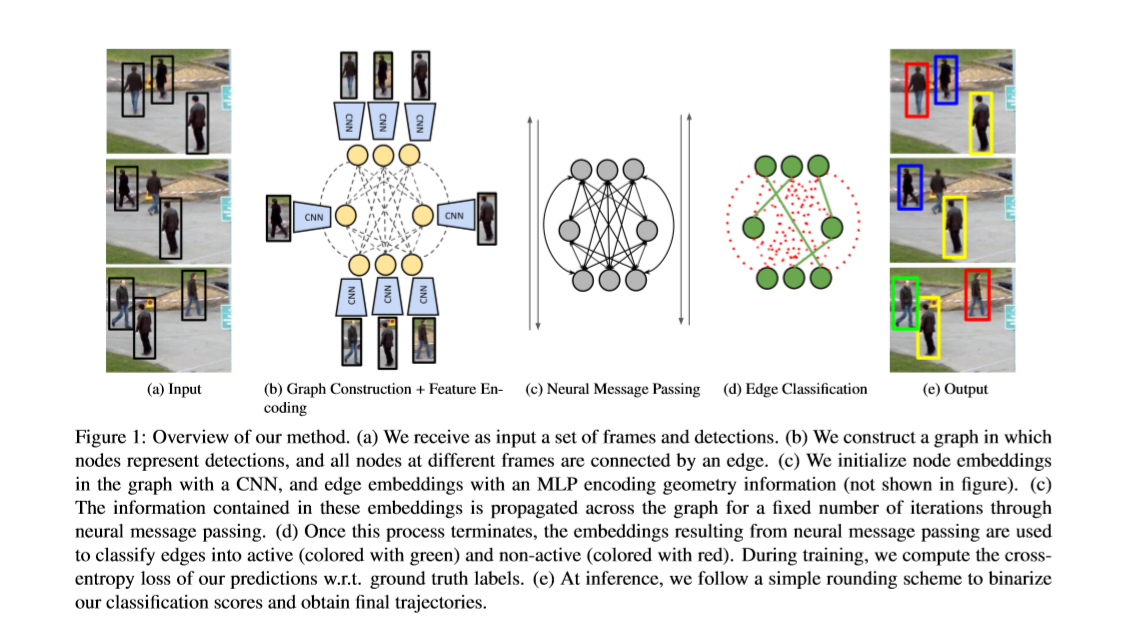 CNN
CNN
CNN
CNN
CNN
CNN
CNN
CNN
(a) Input
(b) Graph Construction + Feature En-
coding
(c) Neural Message Passing
(d) Edge Classification
(e) Output
Figure 1: Overview of our method. (a) We receive as input a set of frames and detections. (b) We construct a graph in which
nodes represent detections, and all nodes at different frames are connected by an edge. (c) We initialize node embeddings
in the graph with a CNN, and edge embeddings with an MLP encoding geometry information (not shown in figure). (c)
The information contained in these embeddings is propagated across the graph for a fixed number of iterations through
neural message passing. (d) Once this process terminates, the embeddings resulting from neural message passing are used
to classify edges into active (colored with green) and non-active (colored with red). During training, we compute the cross-
entropy loss of our predictions w.r.t. ground truth labels. (e) At inference, we follow a simple rounding scheme to binarize
our classification scores and obtain final trajectories.